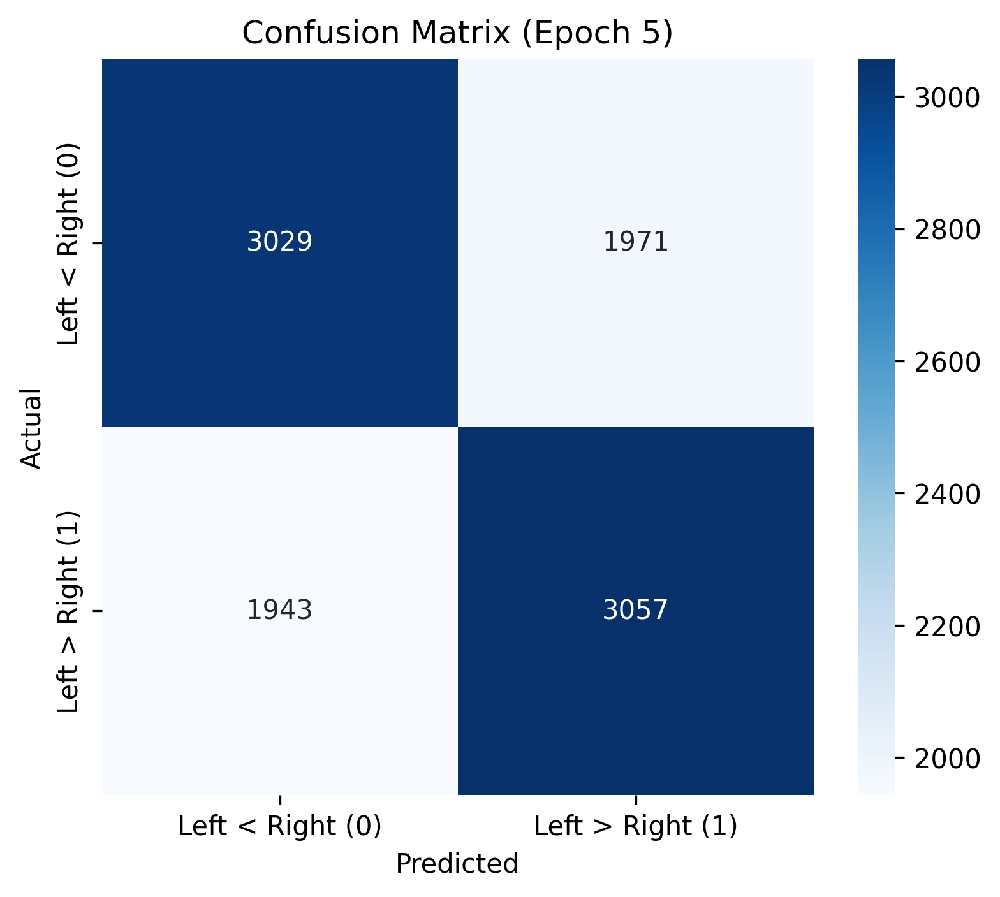 Confusion Matrix (Epoch 5)
Actual
Left < Right (0)
Left > Right (1)
3029
1971
1943
3057
Left < Right (0)
Left > Right (1)
Predicted
3000
2800
2600
2400
2200
2000